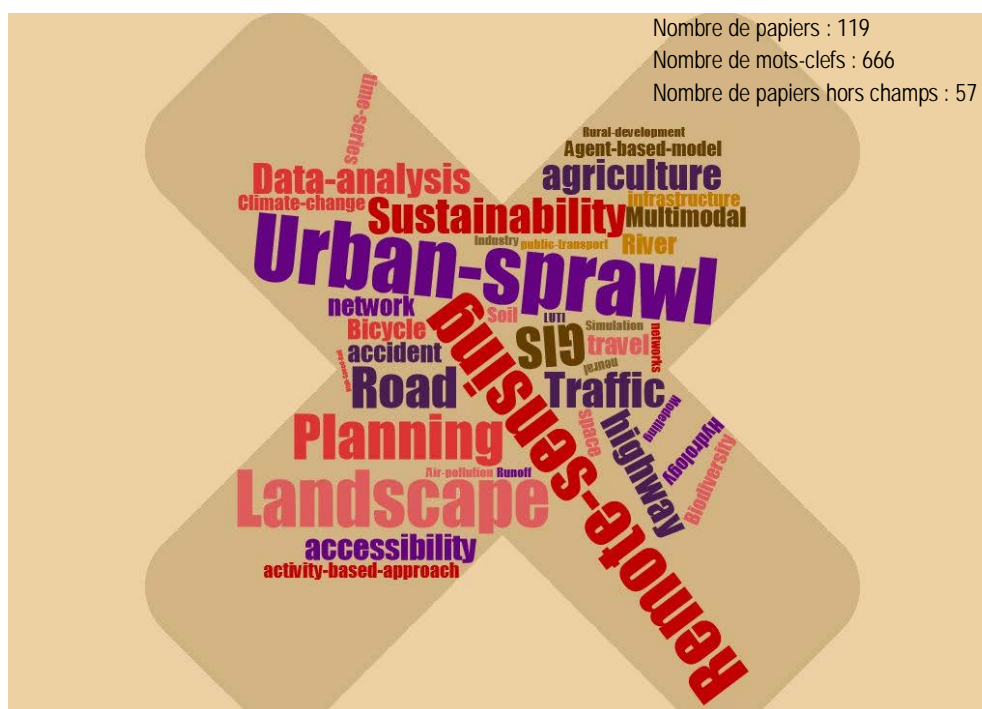 Nombre de papiers : 119
Nombre de mots-clefs : 666
Nombre de papiers hors champs : 57
time-series
Rural-development
Agent-based-model
Data-analysis
agriculture
Climate-change
infrastructure
Sustainability
Multimodal
Urban-sprawl
Industry
public-transport
River
network
Soil
LUTI
Bicycle
GIS
Simulation
travel
networks
accident
neural
Road
Remote-sensing
Traffic
Planning
space
highway
Modelling
Hydrology
Biodiversity
Air-pollution
Runoff
Landscape
accessibility
activity-based-approach